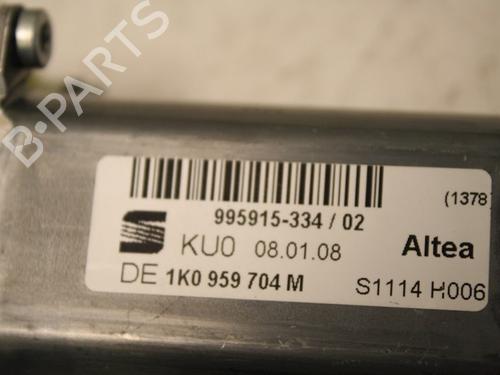 B-PARTS
(1378
995915-334 / 02
KU0 08.01.08 Altea
DE 1K0 959 704 M S1114 H006